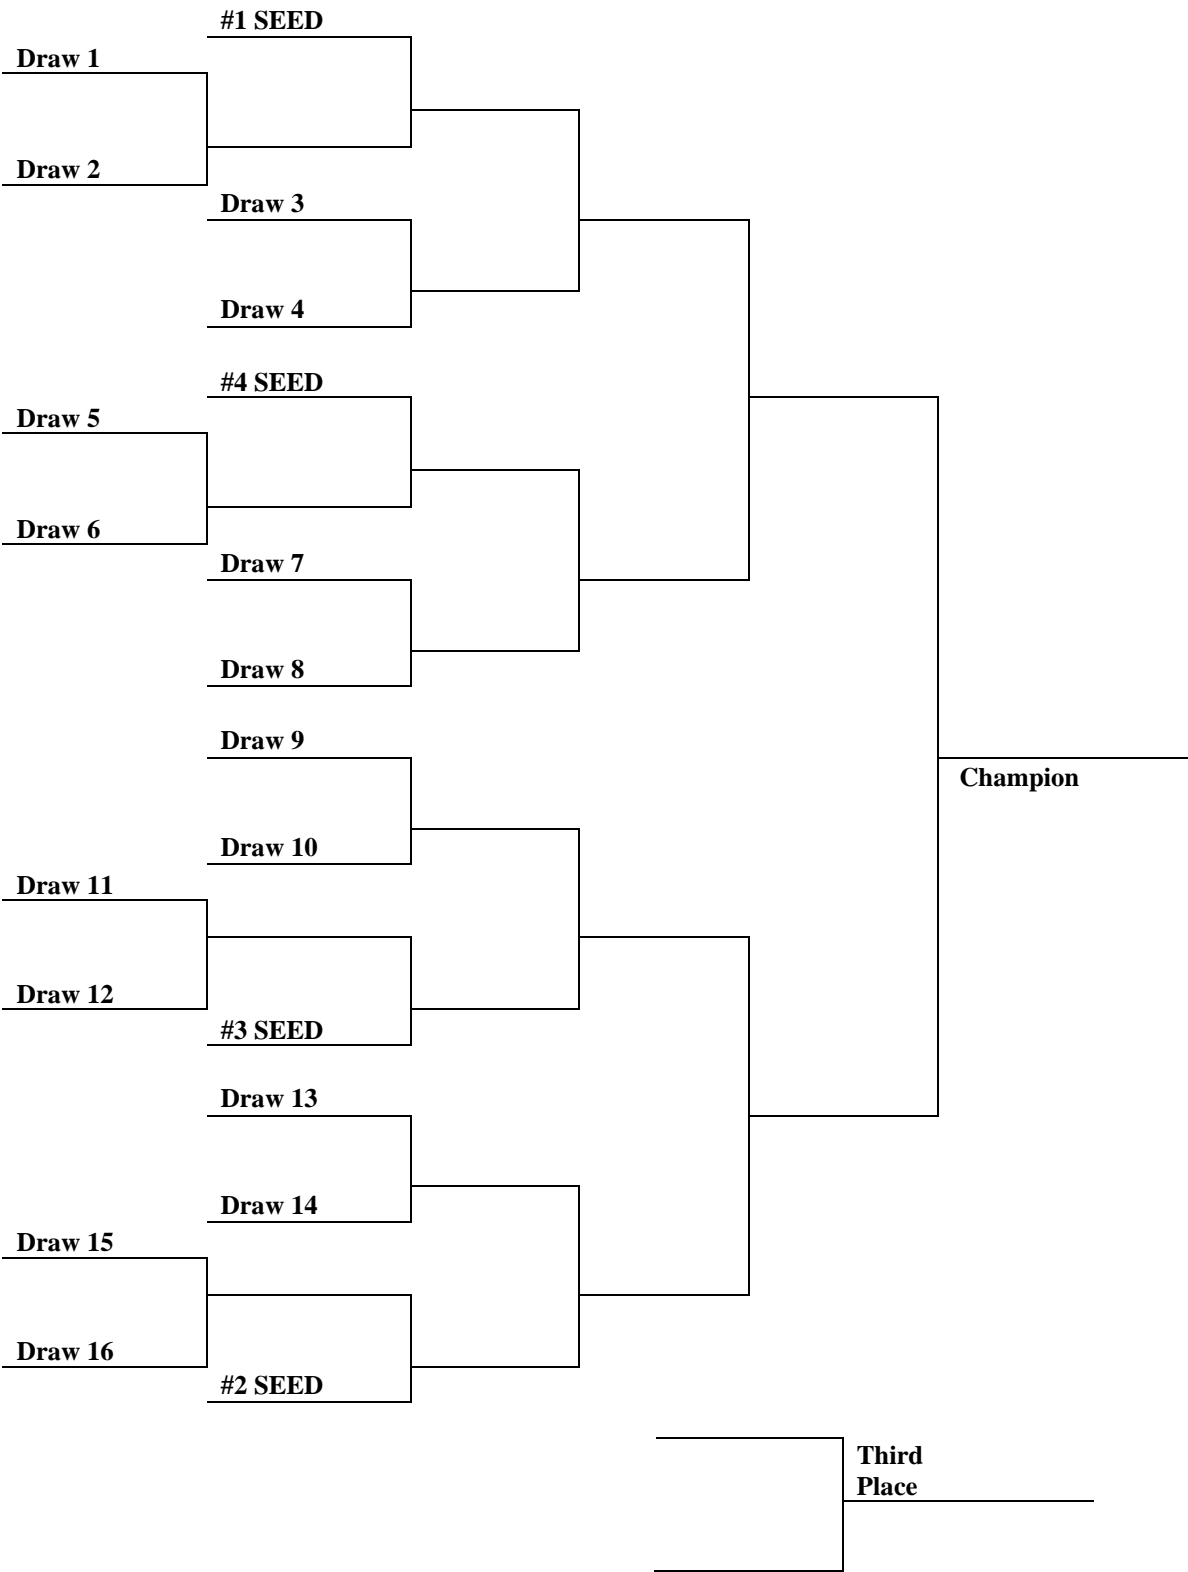 #1 SEED
Draw 1
Draw 2
Draw 3
Draw 4
#4 SEED
Draw 5
Draw 6
Draw 7
Draw 8
Draw 9
Champion
Draw 10
Draw 11
Draw 12
#3 SEED
Draw 13
Draw 14
Draw 15
Draw 16
#2 SEED
Third
Place